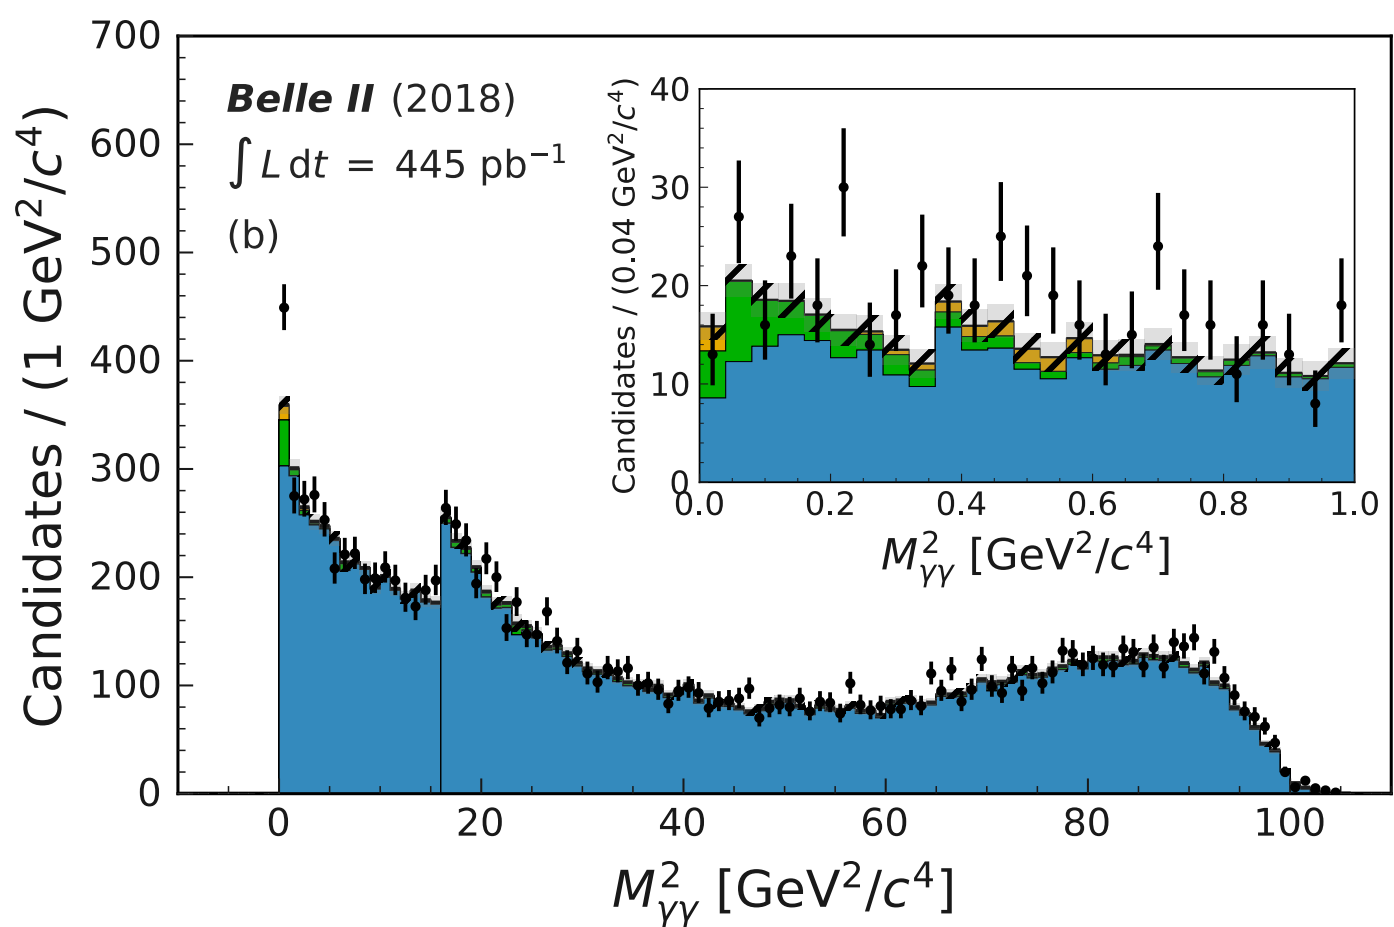 700
600
500
400
300
200
100
0
Candidates / (1 GeV²/c⁴)
Belle II (2018)
∫ L dt = 445 pb⁻¹
(b)
40
30
20
10
0
Candidates / (0.04 GeV²/c⁴)
0.0 0.2 0.4 0.6 0.8 1.0
M²γγ [GeV²/c⁴]
0 20 40 60 80 100
M²γγ [GeV²/c⁴]